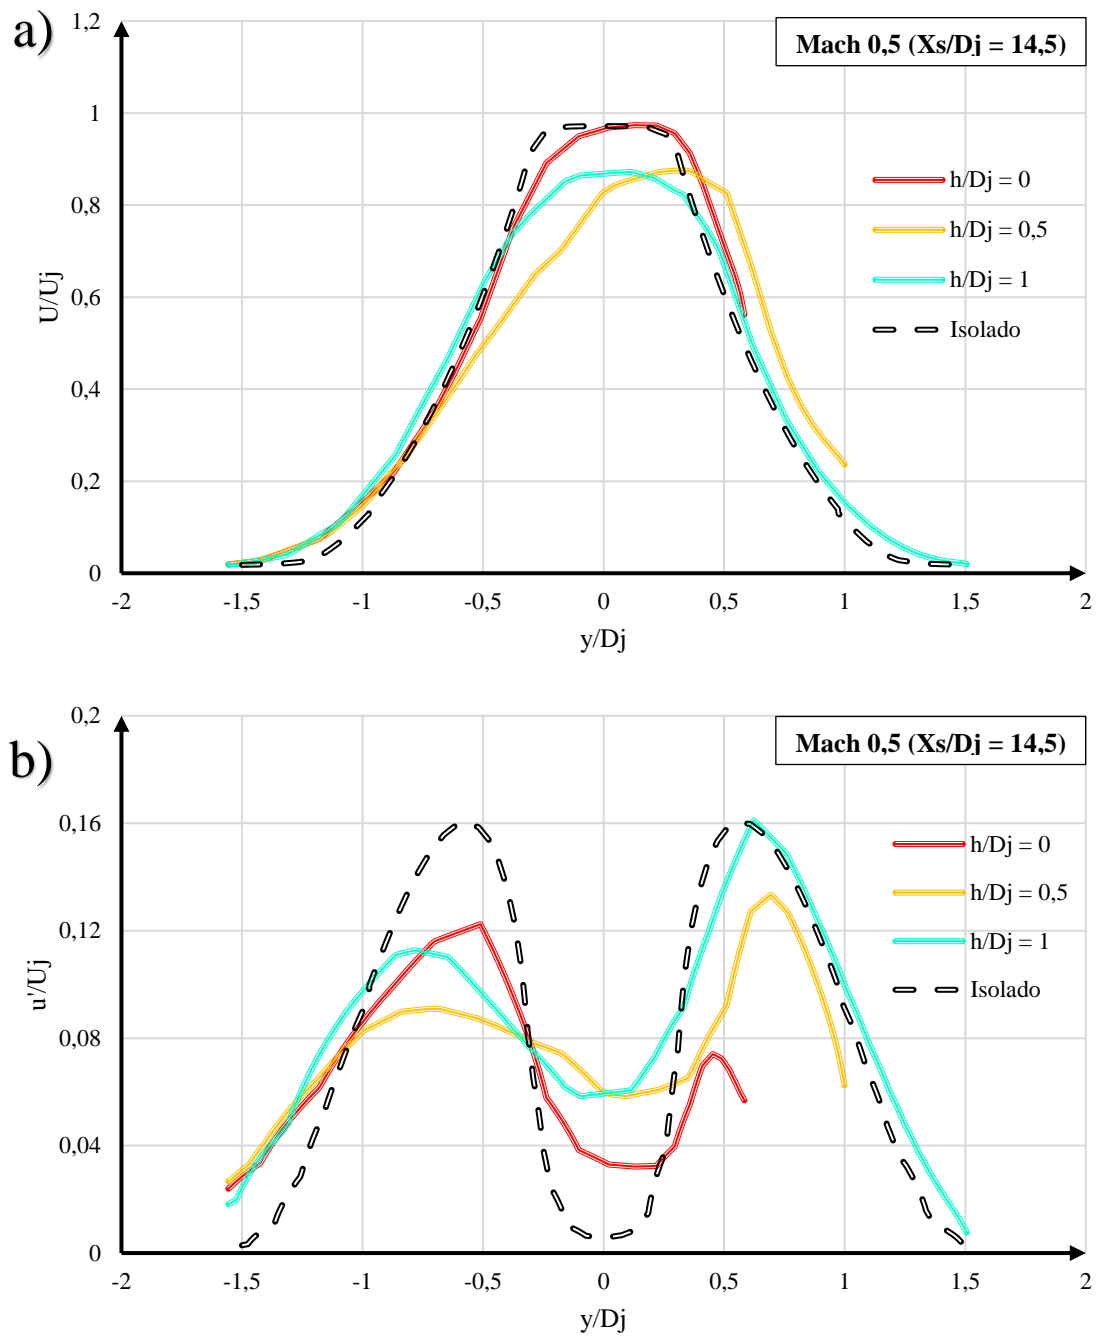 a)
Mach 0,5 (Xs/Dj = 14,5)
1,2
1
0,8
0,6
0,4
0,2
0
U/Uj
h/Dj = 0
h/Dj = 0,5
h/Dj = 1
Isolado
-2
-1,5
-1
-0,5
0
0,5
1
1,5
2
y/Dj
b)
Mach 0,5 (Xs/Dj = 14,5)
0,2
0,16
0,12
0,08
0,04
0
u'/Uj
h/Dj = 0
h/Dj = 0,5
h/Dj = 1
Isolado
-2
-1,5
-1
-0,5
0
0,5
1
1,5
2
y/Dj